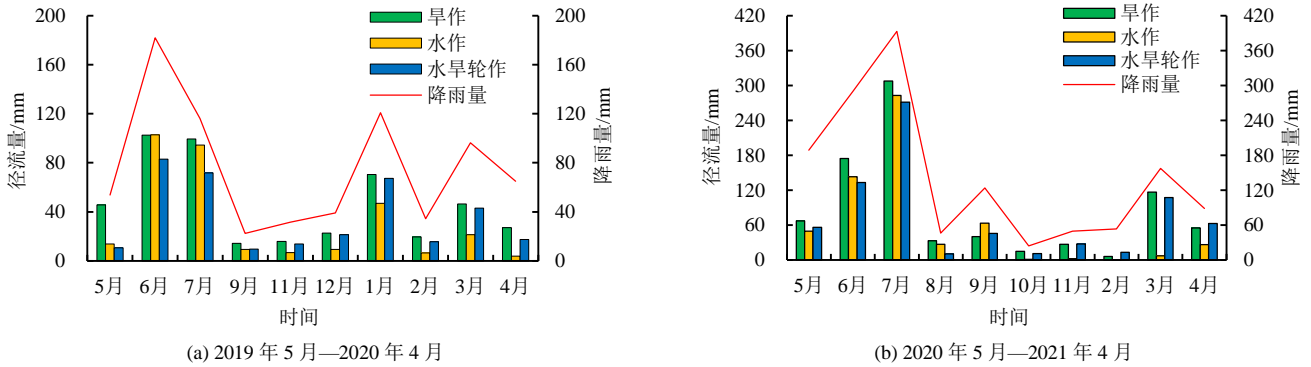 200
160
120
80
40
0
径流量/mm
旱作
水作
水旱轮作
降雨量
200
160
120
80
40
0
降雨量/mm
5月 6月 7月 9月 11月 12月 1月 2月 3月 4月
时间
(a) 2019 年 5 月—2020 年 4 月
420
360
300
240
180
120
60
0
径流量/mm
旱作
水作
水旱轮作
降雨量
420
360
300
240
180
120
60
0
降雨量/mm
5月 6月 7月 8月 9月 10月 11月 2月 3月 4月
时间
(b) 2020 年 5 月—2021 年 4 月